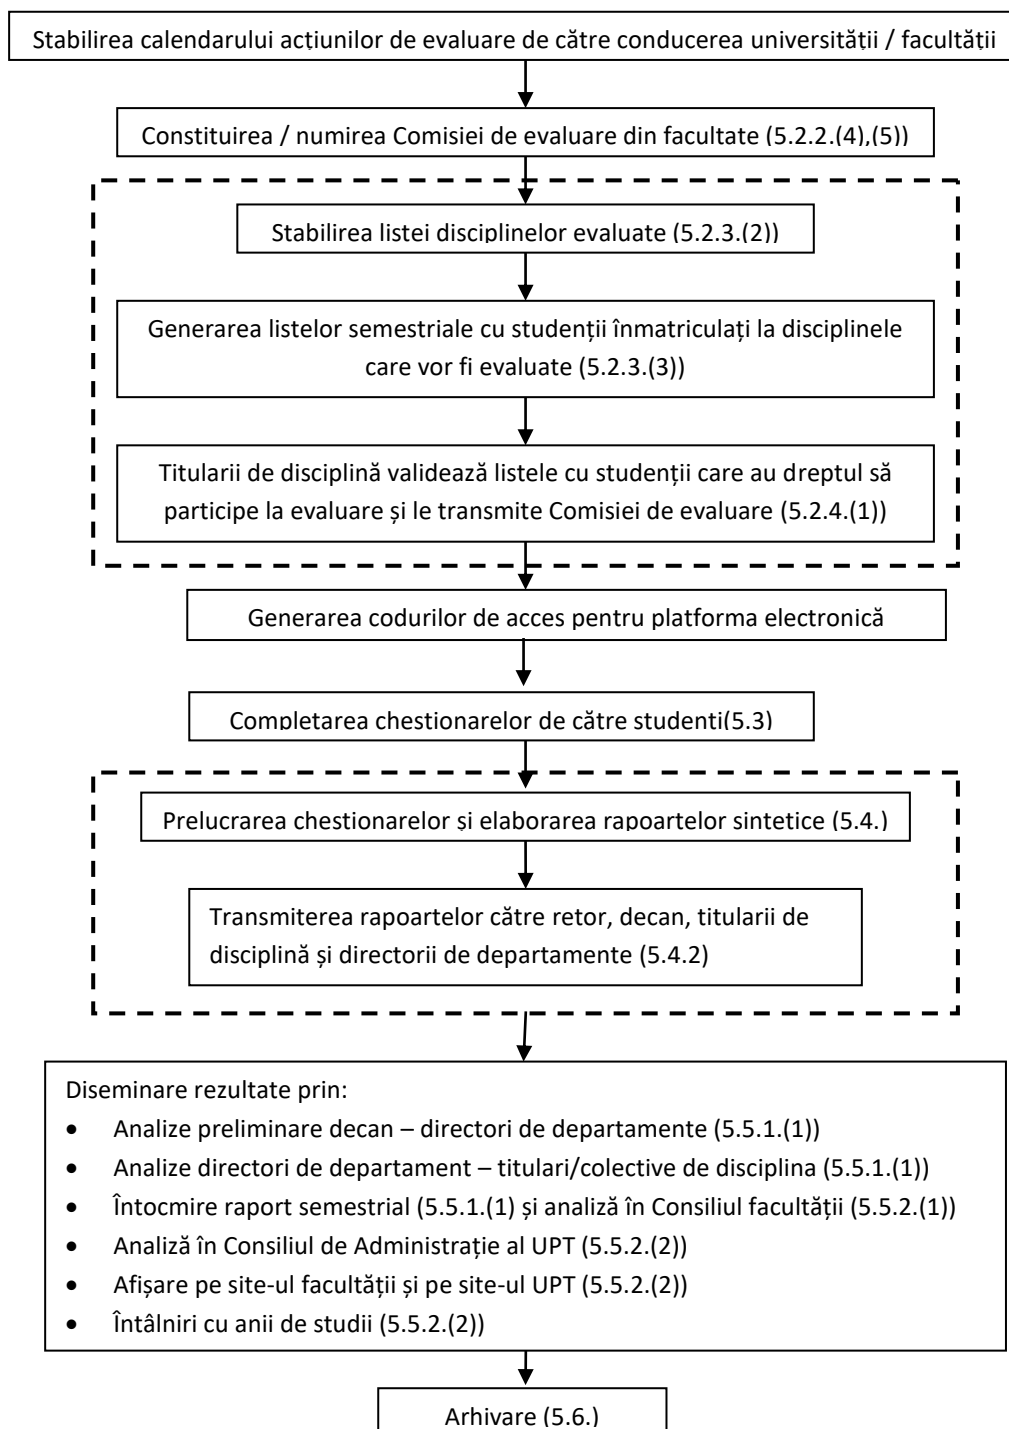 Stabilirea calendarului acțiunilor de evaluare de către conducerea universității / facultății
Constituirea / numirea Comisiei de evaluare din facultate (5.2.2.(4),(5))
Stabilirea listei disciplinelor evaluate (5.2.3.(2))
Generarea listelor semestriale cu studenții înmatriculați la disciplinele
care vor fi evaluate (5.2.3.(3))
Titularii de disciplină validează listele cu studenții care au dreptul să
participe la evaluare și le transmite Comisiei de evaluare (5.2.4.(1))
Generarea codurilor de acces pentru platforma electronică
Completarea chestionarelor de către studenti(5.3)
Prelucrarea chestionarelor și elaborarea rapoartelor sintetice (5.4.)
Transmiterea rapoartelor către retor, decan, titularii de
disciplină și directorii de departamente (5.4.2)
Diseminare rezultate prin:
• Analize preliminare decan – directori de departamente (5.5.1.(1))
• Analize directori de departament – titulari/colective de disciplina (5.5.1.(1))
• Întocmire raport semestrial (5.5.1.(1) și analiză în Consiliul facultății (5.5.2.(1))
• Analiză în Consiliul de Administrație al UPT (5.5.2.(2))
• Afișare pe site-ul facultății și pe site-ul UPT (5.5.2.(2))
• Întâlniri cu anii de studii (5.5.2.(2))
Arhivare (5.6.)